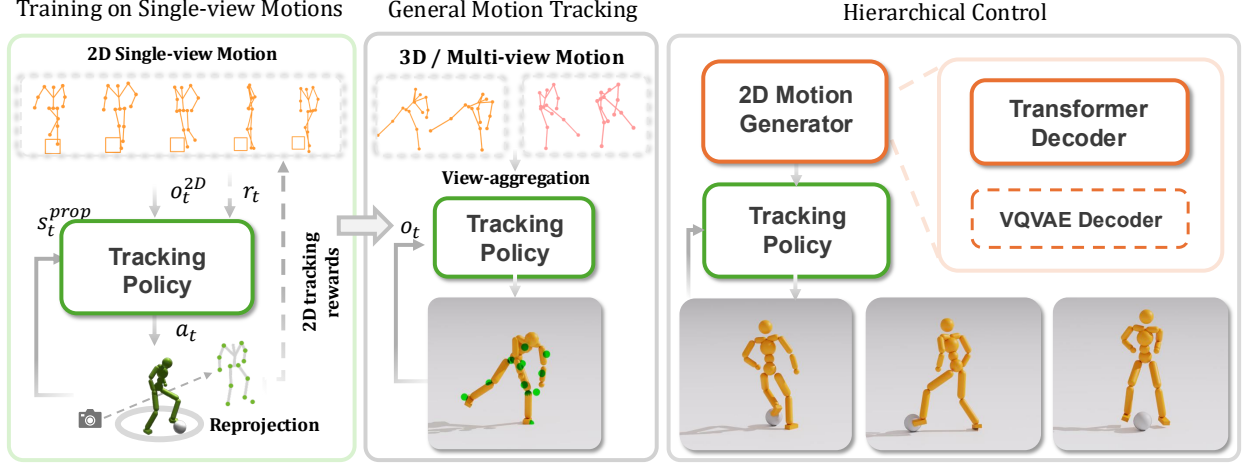 Training on Single-view Motions
2D Single-view Motion
o_t^{2D}
r_t
s_t^{prop}
Tracking
Policy
a_t
2D tracking
rewards
Reprojection
General Motion Tracking
3D / Multi-view Motion
View-aggregation
o_t
Tracking
Policy
Hierarchical Control
2D Motion
Generator
Tracking
Policy
Transformer
Decoder
VQVAE Decoder